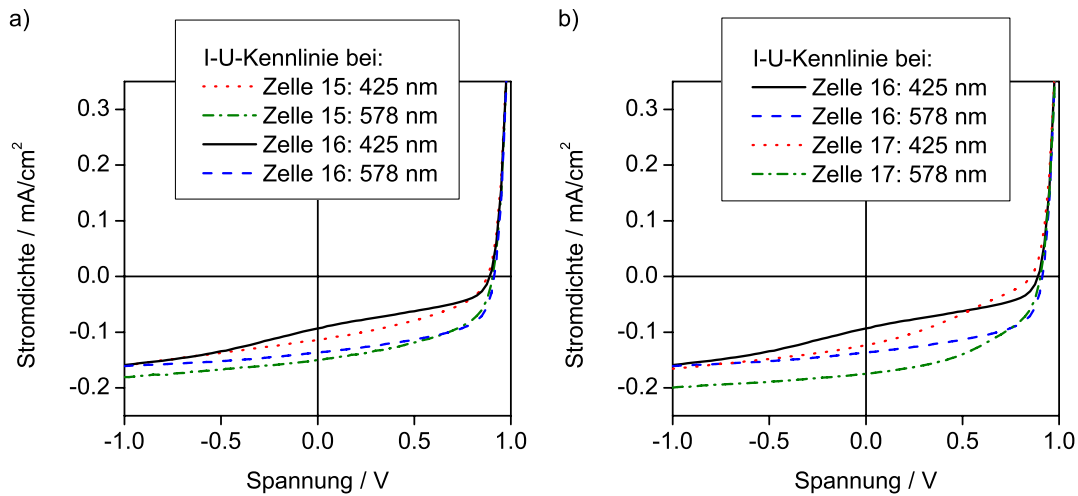 a)
I-U-Kennlinie bei:
Zelle 15: 425 nm
Zelle 15: 578 nm
Zelle 16: 425 nm
Zelle 16: 578 nm
Stromdichte / mA/cm²
0.3
0.2
0.1
0.0
-0.1
-0.2
-1.0 -0.5 0.0 0.5 1.0
Spannung / V
b)
I-U-Kennlinie bei:
Zelle 16: 425 nm
Zelle 16: 578 nm
Zelle 17: 425 nm
Zelle 17: 578 nm
Stromdichte / mA/cm²
0.3
0.2
0.1
0.0
-0.1
-0.2
-1.0 -0.5 0.0 0.5 1.0
Spannung / V